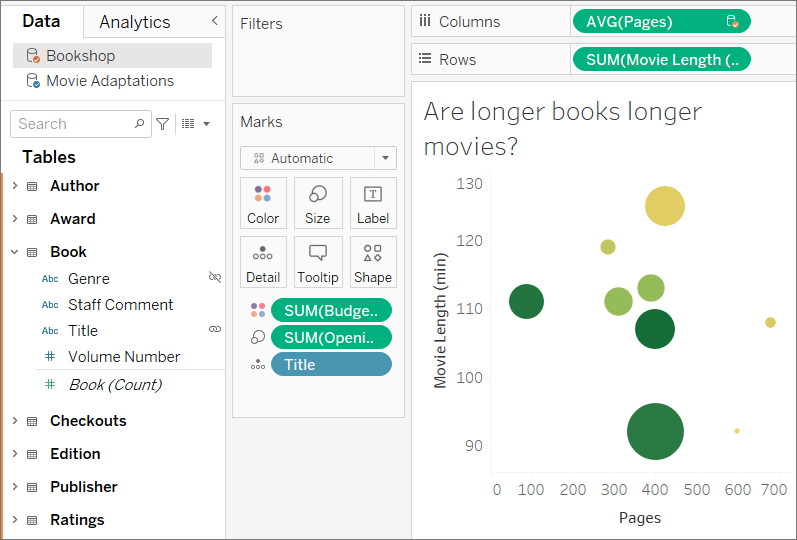 Data Analytics
Bookshop
Movie Adaptations
Search
Tables
Author
Award
Book
Abc Genre
Abc Staff Comment
Abc Title
# Volume Number
# Book (Count)
Checkouts
Edition
Publisher
Ratings
Filters
Marks
Automatic
Color Size Label
Detail Tooltip Shape
SUM(Budge..
SUM(Openi..
Title
Columns AVG(Pages)
Rows SUM(Movie Length (..
Are longer books longer
movies?
Movie Length (min)
130
120
110
100
90
0 100 200 300 400 500 600 700
Pages